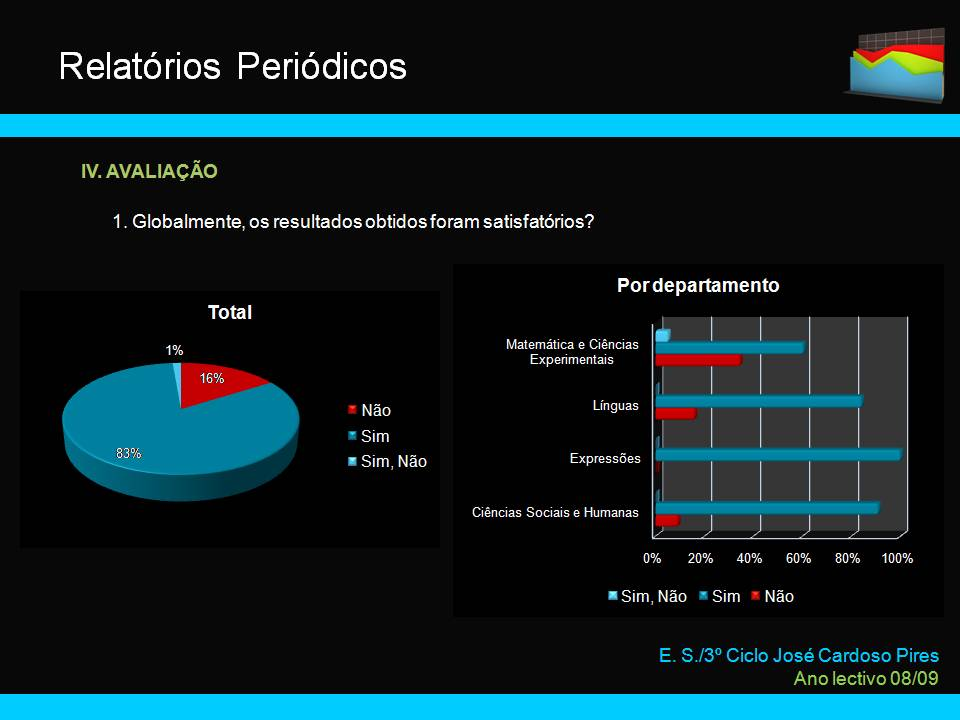 Relatórios Periódicos
IV. AVALIAÇÃO
1. Globalmente, os resultados obtidos foram satisfatórios?
Total
1%
16%
83%
Não
Sim
Sim, Não
Por departamento
Matemática e Ciências
Experimentais
Línguas
Expressões
Ciências Sociais e Humanas
0% 20% 40% 60% 80% 100%
Sim, Não Sim Não
E. S./3º Ciclo José Cardoso Pires
Ano lectivo 08/09